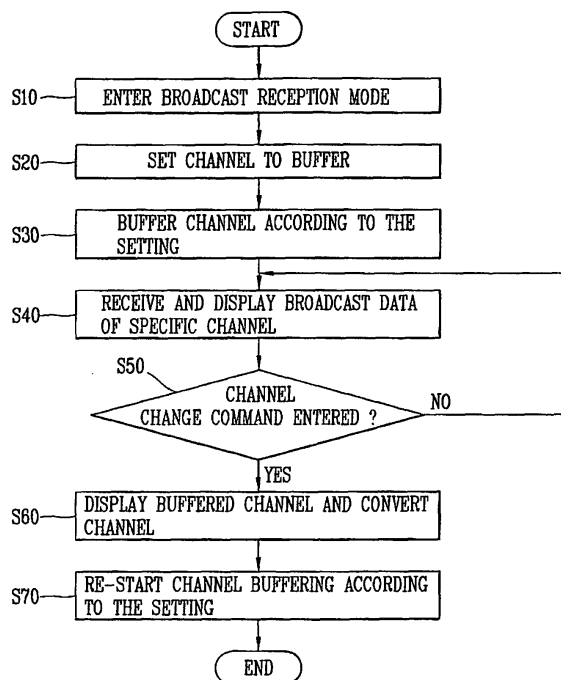 START
S10
ENTER BROADCAST RECEPTION MODE
S20
SET CHANNEL TO BUFFER
S30
BUFFER CHANNEL ACCORDING TO THE
SETTING
S40
RECEIVE AND DISPLAY BROADCAST DATA
OF SPECIFIC CHANNEL
S50
CHANNEL
CHANGE COMMAND ENTERED ?
NO
YES
S60
DISPLAY BUFFERED CHANNEL AND CONVERT
CHANNEL
S70
RE-START CHANNEL BUFFERING ACCORDING
TO THE SETTING
END